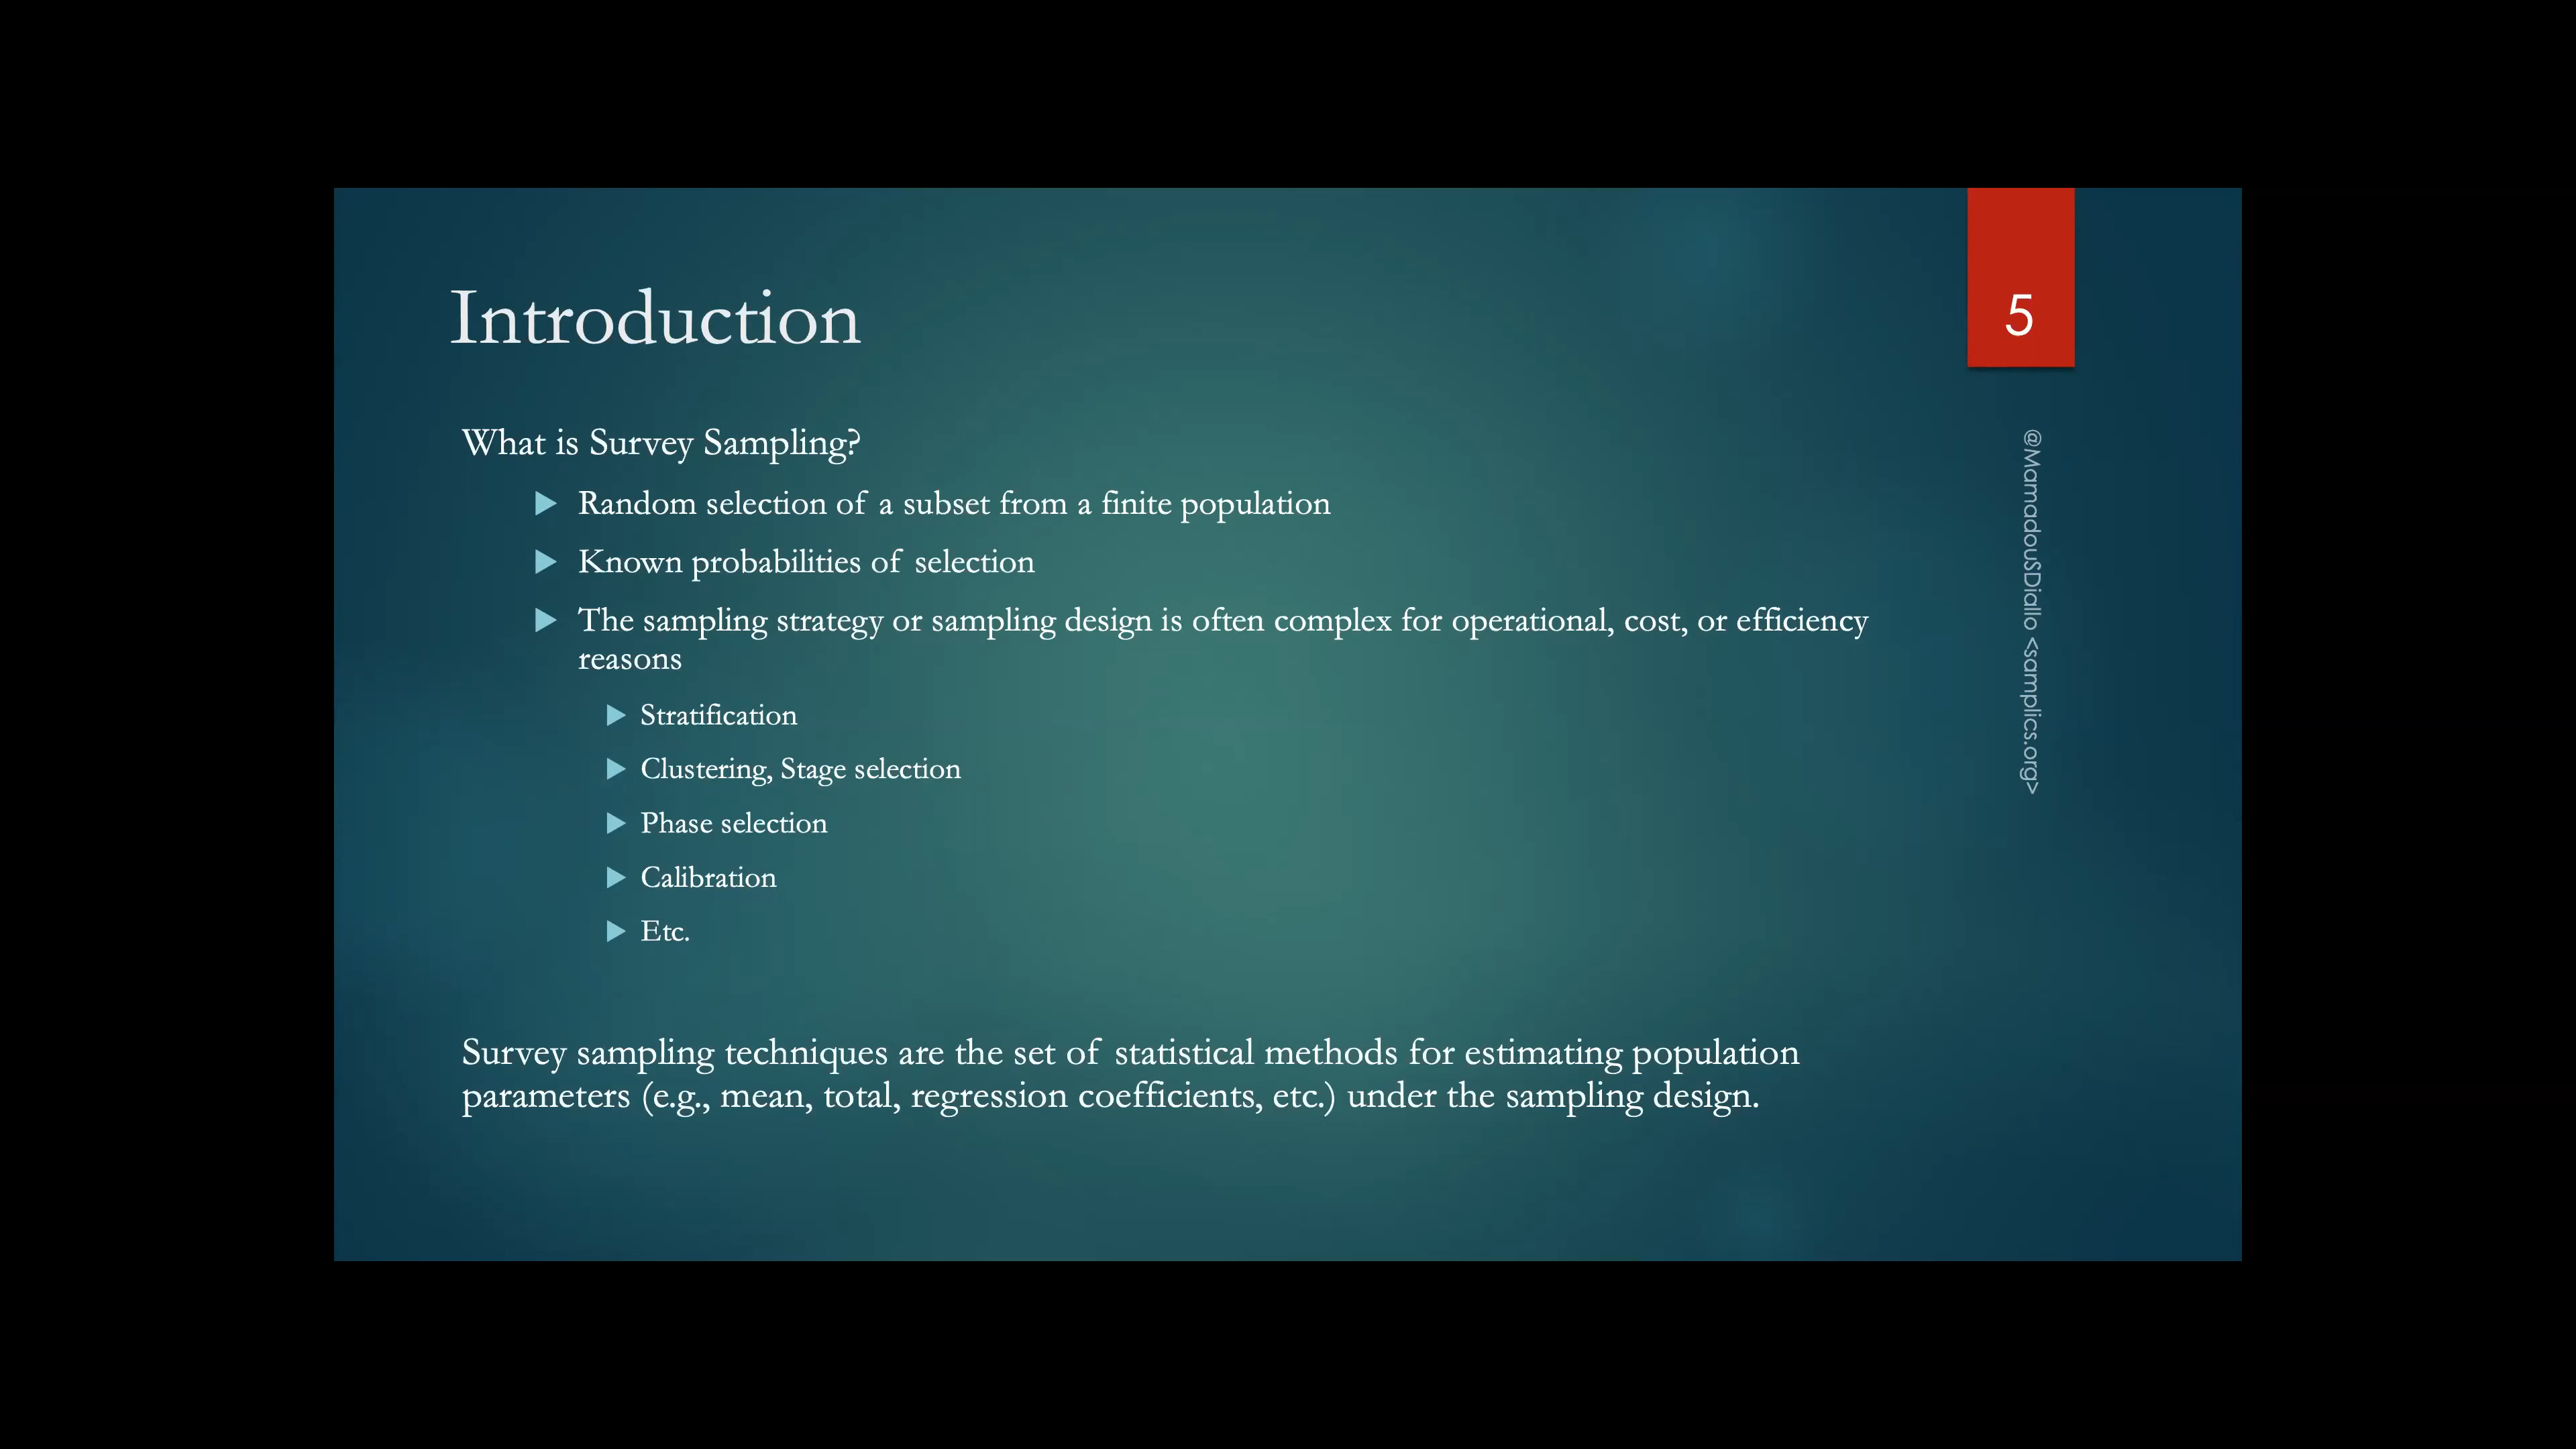 Introduction
5
What is Survey Sampling?
Random selection of a subset from a finite population
Known probabilities of selection
The sampling strategy or sampling design is often complex for operational, cost, or efficiency
reasons
Stratification
Clustering, Stage selection
Phase selection
Calibration
Etc.
Survey sampling techniques are the set of statistical methods for estimating population
parameters (e.g., mean, total, regression coefficients, etc.) under the sampling design.
@MamadouSDiallo <samplics.org>